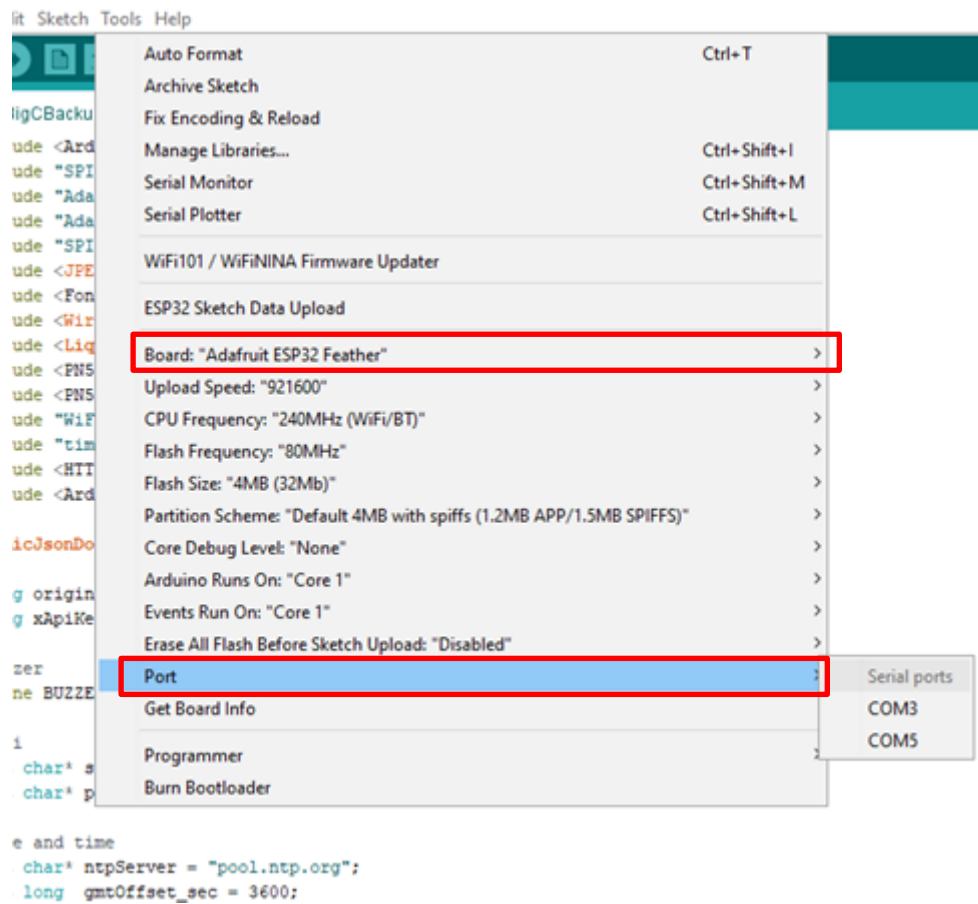 Sketch Tools Help
Auto Format Ctrl+T
Archive Sketch
Fix Encoding & Reload
Manage Libraries... Ctrl+Shift+I
Serial Monitor Ctrl+Shift+M
Serial Plotter Ctrl+Shift+L
WiFi101 / WiFiNINA Firmware Updater
ESP32 Sketch Data Upload
Board: "Adafruit ESP32 Feather"
Upload Speed: "921600"
CPU Frequency: "240MHz (WiFi/BT)"
Flash Frequency: "80MHz"
Flash Size: "4MB (32Mb)"
Partition Scheme: "Default 4MB with spiffs (1.2MB APP/1.5MB SPIFFS)"
Core Debug Level: "None"
Arduino Runs On: "Core 1"
Events Run On: "Core 1"
Erase All Flash Before Sketch Upload: "Disabled"
Port
Get Board Info
Programmer
Burn Bootloader
Serial ports
COM3
COM5
igCBacku
ude <Ard
ude "SPI
ude "Ada
ude "Ada
ude "SPI
ude <JPE
ude <Fon
ude <Wir
ude <Liq
ude <PN5
ude <PN5
ude "WiF
ude "tim
ude <HTT
ude <Ard
icJsonDo
g origin
g xApiKe
zer
ne BUZZE
i
char* s
char* p
e and time
char* ntpServer = "pool.ntp.org";
long gmtOffset_sec = 3600;